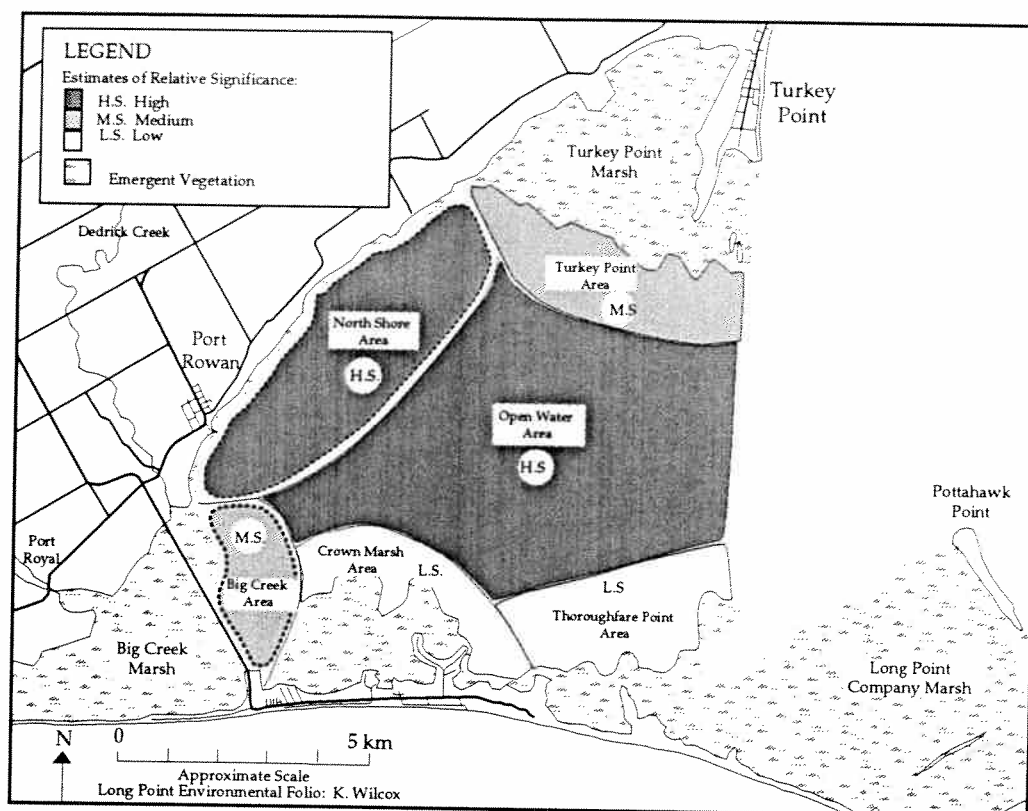 LEGEND
Estimates of Relative Significance:
H.S. High
M.S. Medium
L.S. Low
Emergent Vegetation
Turkey
Point
Turkey Point
Marsh
Dedrick Creek
Turkey Point
Area
M.S
North Shore
Area
H.S.
Port
Rowan
Open Water
Area
H.S
Pottahawk
Point
M.S.
Port
Royal
Crown Marsh
Area
L.S.
Big Creek
Area
L.S
Thoroughfare Point
Area
Big Creek
Marsh
Long Point
Company Marsh
N
0
5 km
Approximate Scale
Long Point Environmental Folio: K. Wilcox